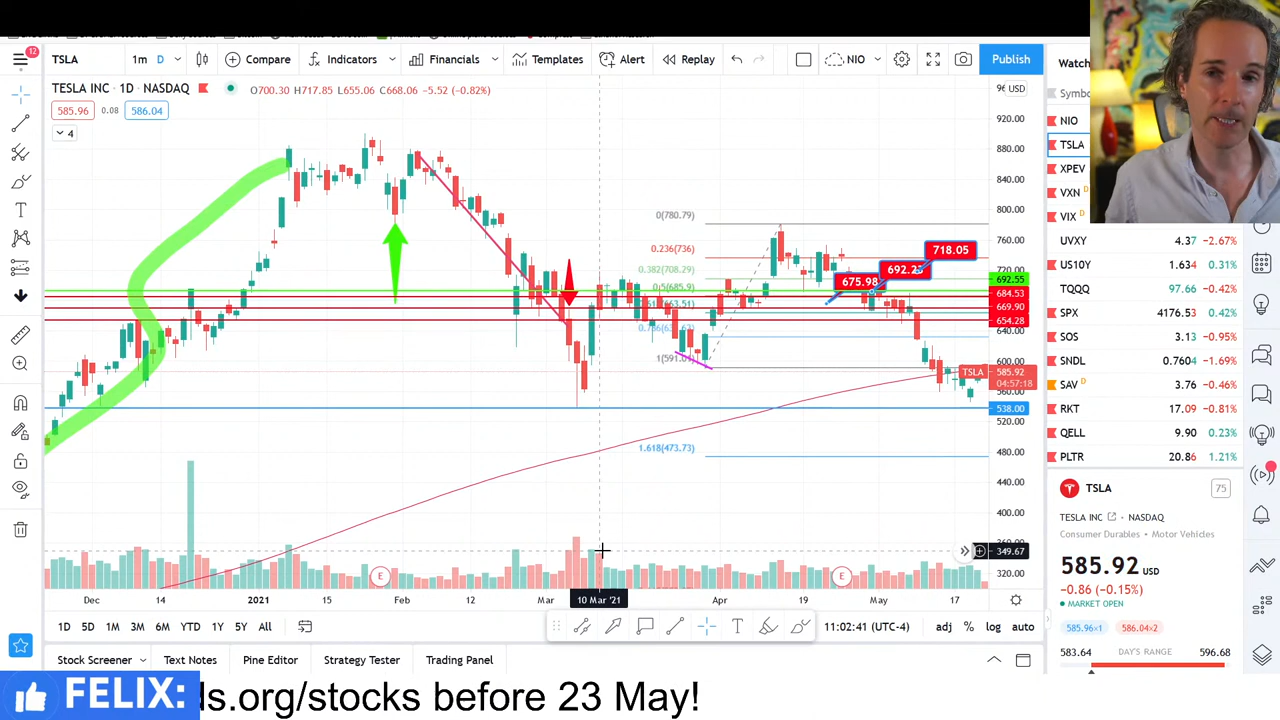 12
TSLA 1m D Compare Indicators Financials Templates Alert Replay NIO Publish
Watch
TESLA INC · 1D · NASDAQ O700.30 H717.85 L655.06 C668.06 -5.52 (-0.82%)
USD
585.96 0.08 586.04
4
Symbo
NIO
TSLA
XPEV
VXN D
VIX D
UVXY 4.37 -2.67%
US10Y 1.634 0.31%
TQQQ 97.66 -0.42%
SPX 4176.53 0.42%
SOS 3.13 -0.95%
SNDL 0.7604 -1.69%
SAV D 3.76 -0.46%
RKT 17.09 -0.81%
QELL 9.90 0.23%
PLTR 20.86 1.21%
920.00
880.00
840.00
800.00
760.00
720.00
692.55
684.53
669.90
654.28
640.00
600.00
TSLA 585.92
04:57:18
560.00
538.00
520.00
480.00
440.00
400.00
349.67
320.00
0(780.79)
0.236(736)
0.382(708.29)
0.5(685.9)
1.618(473.73)
675.98
718.05
E E
Dec 14 2021 15 Feb 12 Mar 10 Mar '21 Apr 19 May 17
1D 5D 1M 3M 6M YTD 1Y 5Y All
11:02:41 (UTC-4) adj % log auto
Stock Screener Text Notes Pine Editor Strategy Tester Trading Panel
TSLA 75
TESLA INC · NASDAQ
Consumer Durables · Motor Vehicles
585.92 USD
-0.86 (-0.15%)
MARKET OPEN
585.96×1 586.04×2
583.64 DAY'S RANGE 596.68
FELIX: ds.org/stocks before 23 May!